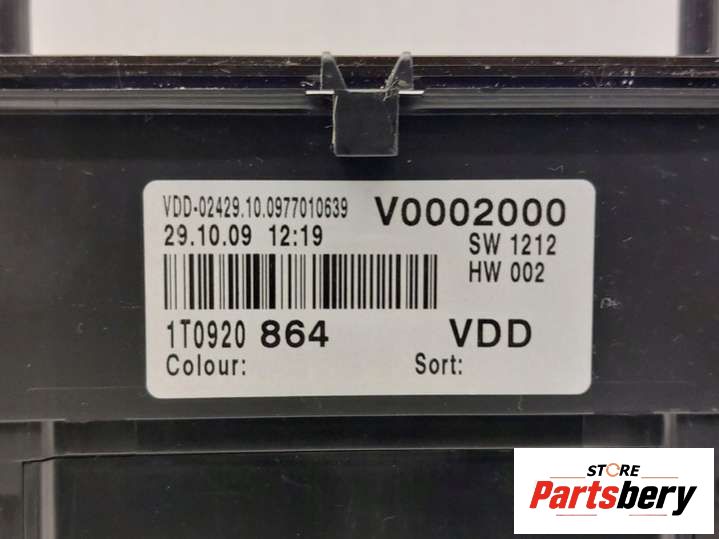 VDD-02429.10.0977010639 V0002000
29.10.09 12:19 SW 1212
HW 002
1T0920 864 VDD
Colour: Sort:
STORE
Partsbery